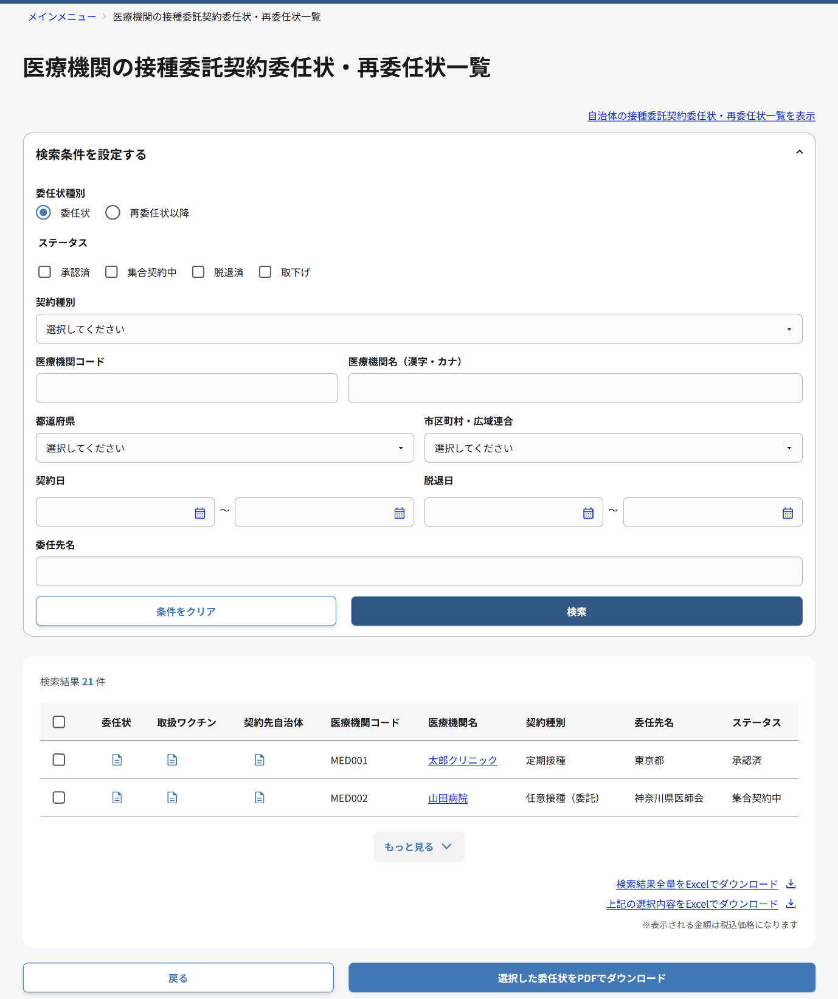 メインメニュー 医療機関の接種委託契約委任状・再委任状一覧
医療機関の接種委託契約委任状・再委任状一覧
自治体の接種委託契約委任状・再委任状一覧を表示
検索条件を設定する
委任状種別
委任状 再委任状以降
ステータス
承認済 集合契約中 脱退済 取下げ
契約種別
選択してください
医療機関コード 医療機関名（漢字・カナ）
都道府県 市区町村・広域連合
選択してください 選択してください
契約日 脱退日
～ ～
委任先名
条件をクリア 検索
検索結果 21 件
委任状 取扱ワクチン 契約先自治体 医療機関コード 医療機関名 契約種別 委任先名 ステータス
MED001 太郎クリニック 定期接種 東京都 承認済
MED002 山田病院 任意接種（委託） 神奈川県医師会 集合契約中
もっと見る
検索結果全量をExcelでダウンロード
上記の選択内容をExcelでダウンロード
※表示される金額は税込価格になります
戻る 選択した委任状をPDFでダウンロード